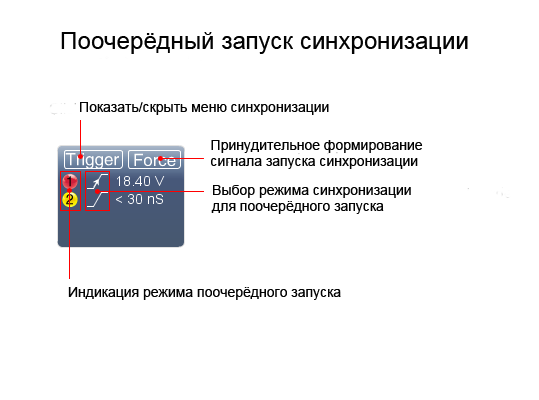 Поочерёдный запуск синхронизации
Показать/скрыть меню синхронизации
Trigger Force
Принудительное формирование
сигнала запуска синхронизации
1 18.40 V
2 < 30 nS
Выбор режима синхронизации
для поочерёдного запуска
Индикация режима поочерёдного запуска